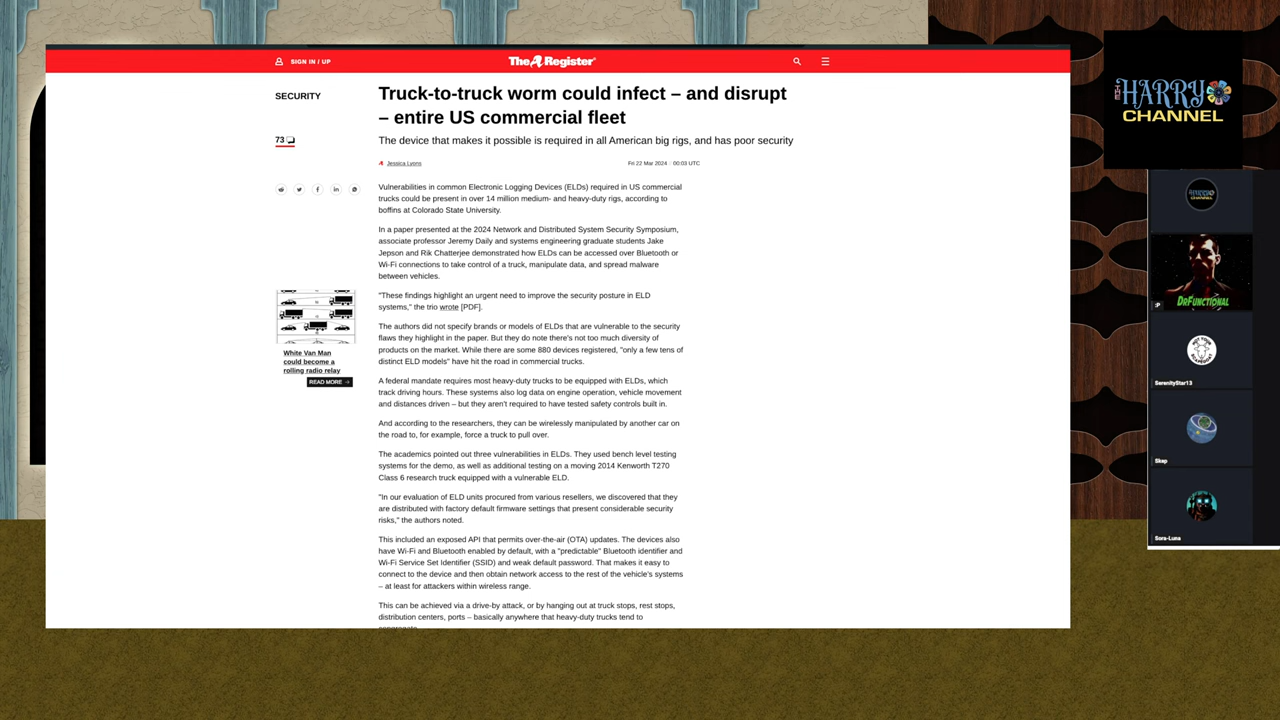 SIGN IN / UP
The Register
SECURITY
Truck-to-truck worm could infect – and disrupt
– entire US commercial fleet
73
The device that makes it possible is required in all American big rigs, and has poor security
Jessica Lyons
Fri 22 Mar 2024 00:03 UTC
Vulnerabilities in common Electronic Logging Devices (ELDs) required in US commercial
trucks could be present in over 14 million medium- and heavy-duty rigs, according to
boffins at Colorado State University.
In a paper presented at the 2024 Network and Distributed System Security Symposium,
associate professor Jeremy Daily and systems engineering graduate students Jake
Jepson and Rik Chatterjee demonstrated how ELDs can be accessed over Bluetooth or
Wi-Fi connections to take control of a truck, manipulate data, and spread malware
between vehicles.
"These findings highlight an urgent need to improve the security posture in ELD
systems," the trio wrote [PDF].
The authors did not specify brands or models of ELDs that are vulnerable to the security
flaws they highlight in the paper. But they do note there's not too much diversity of
products on the market. While there are some 880 devices registered, "only a few tens of
distinct ELD models" have hit the road in commercial trucks.
A federal mandate requires most heavy-duty trucks to be equipped with ELDs, which
track driving hours. These systems also log data on engine operation, vehicle movement
and distances driven – but they aren't required to have tested safety controls built in.
And according to the researchers, they can be wirelessly manipulated by another car on
the road to, for example, force a truck to pull over.
The academics pointed out three vulnerabilities in ELDs. They used bench level testing
systems for the demo, as well as additional testing on a moving 2014 Kenworth T270
Class 6 research truck equipped with a vulnerable ELD.
"In our evaluation of ELD units procured from various resellers, we discovered that they
are distributed with factory default firmware settings that present considerable security
risks," the authors noted.
This included an exposed API that permits over-the-air (OTA) updates. The devices also
have Wi-Fi and Bluetooth enabled by default, with a "predictable" Bluetooth identifier and
Wi-Fi Service Set Identifier (SSID) and weak default password. That makes it easy to
connect to the device and then obtain network access to the rest of the vehicle's systems
– at least for attackers within wireless range.
This can be achieved via a drive-by attack, or by hanging out at truck stops, rest stops,
distribution centers, ports – basically anywhere that heavy-duty trucks tend to
congregate.
White Van Man
could become a
rolling radio relay
READ MORE
THE HARRY
CHANNEL
DRFUNCTIONAL
:P
SerenityStar13
Skep
Sora-Luna